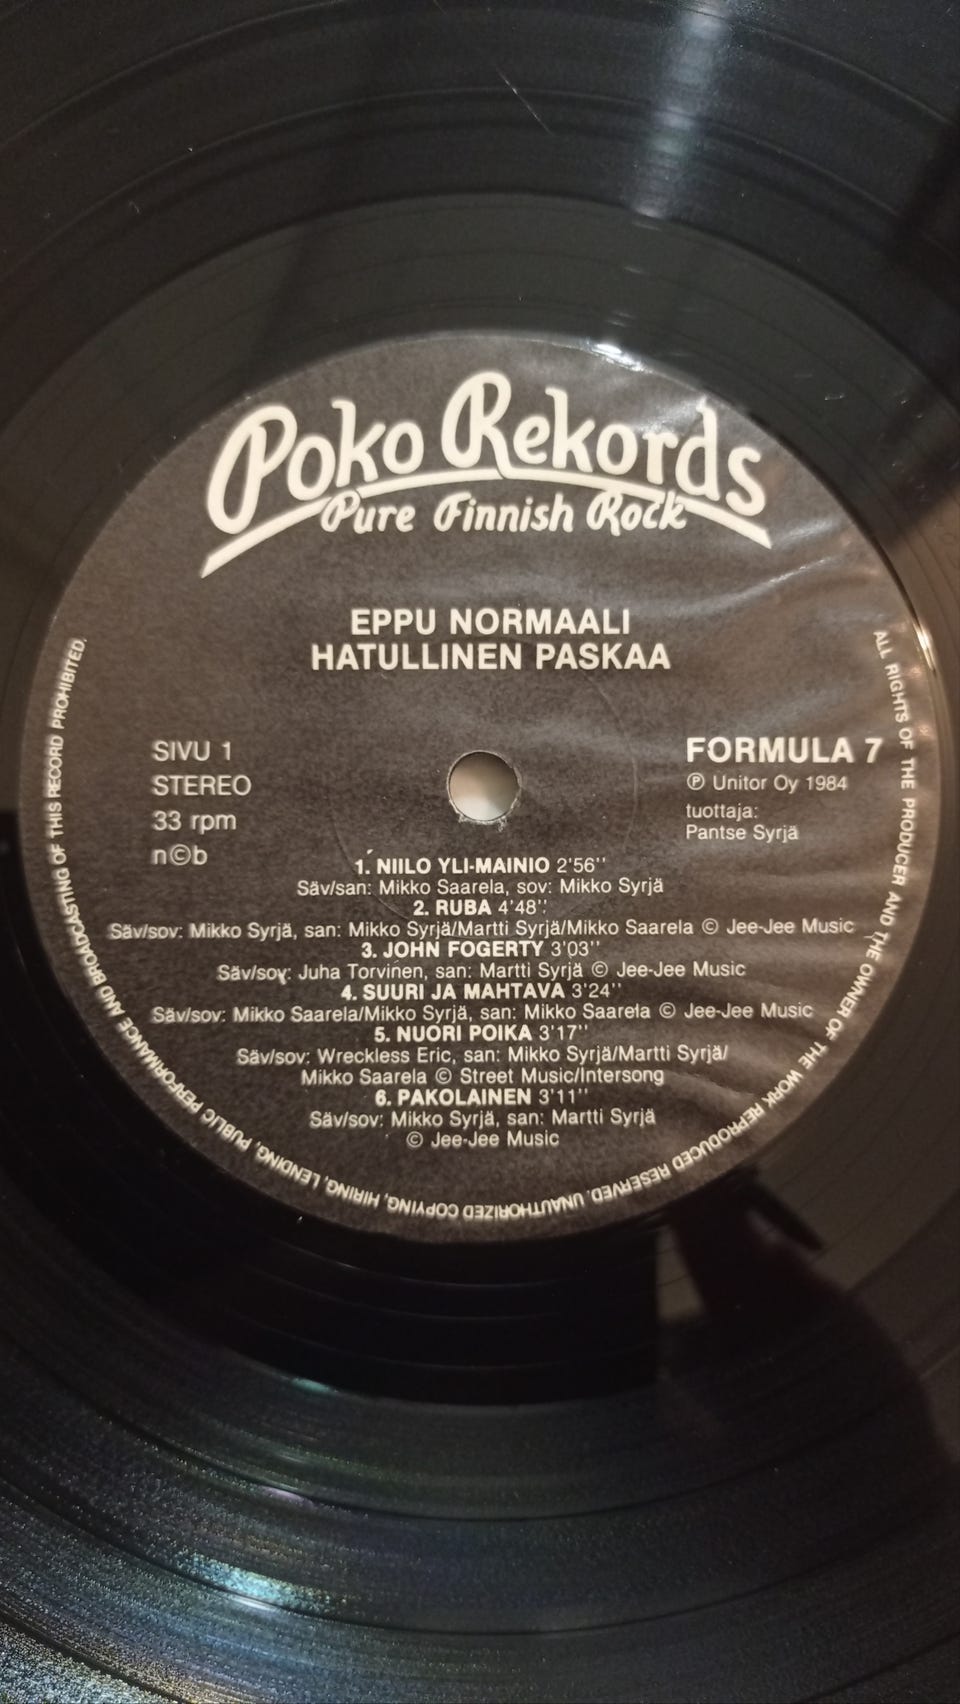 Poko Rekords
Pure Finnish Rock
EPPU NORMAALI
HATULLINEN PASKAA
SIVU 1
STEREO
33 rpm
n©b
FORMULA 7
℗ Unitor Oy 1984
tuottaja:
Pantse Syrjä
1. NIILO YLI-MAINIO 2'56''
Säv/san: Mikko Saarela, sov: Mikko Syrjä
2. RUBA 4'48''
Säv/sov: Mikko Syrjä, san: Mikko Syrjä/Martti Syrjä/Mikko Saarela © Jee-Jee Music
3. JOHN FOGERTY 3'03''
Säv/sov: Juha Torvinen, san: Martti Syrjä © Jee-Jee Music
4. SUURI JA MAHTAVA 3'24''
Säv/sov: Mikko Saarela/Mikko Syrjä, san: Mikko Saarela © Jee-Jee Music
5. NUORI POIKA 3'17''
Säv/sov: Wreckless Eric, san: Mikko Syrjä/Martti Syrjä/
Mikko Saarela © Street Music/Intersong
6. PAKOLAINEN 3'11''
Säv/sov: Mikko Syrjä, san: Martti Syrjä
© Jee-Jee Music
ALL RIGHTS OF THE PRODUCER AND THE OWNER OF THE WORK REPRODUCED RESERVED. UNAUTHORIZED COPYING, HIRING, LENDING, PUBLIC PERFORMANCE AND BROADCASTING OF THIS RECORD PROHIBITED.